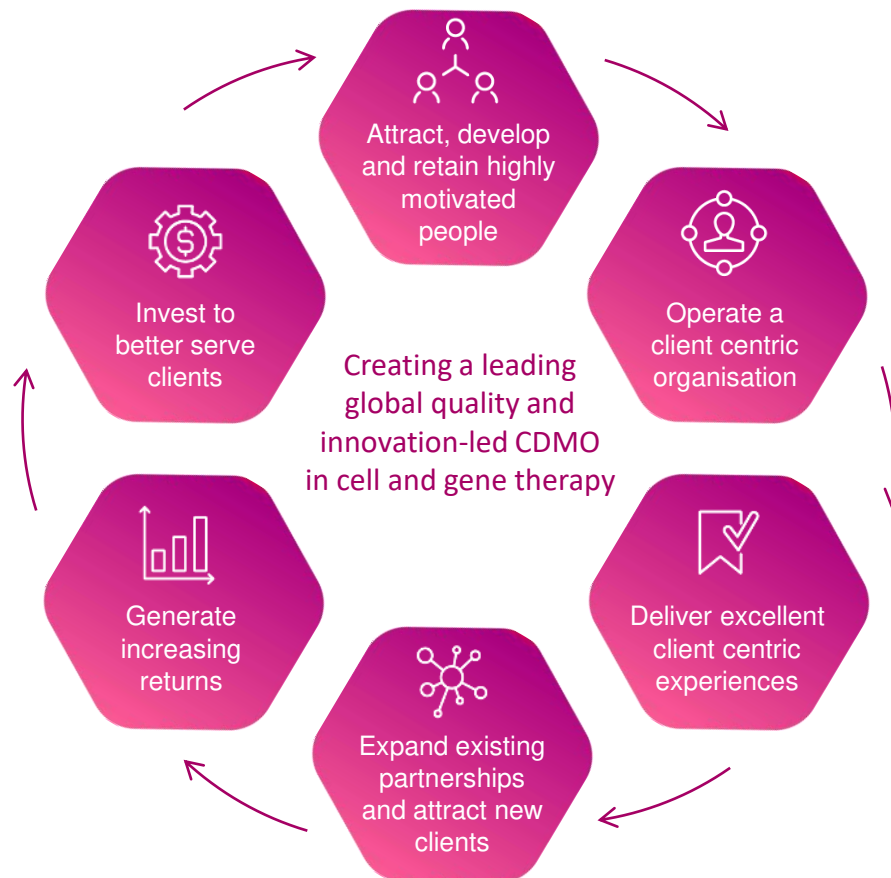 Attract, develop
and retain highly
motivated
people
Operate a
client centric
organisation
Deliver excellent
client centric
experiences
Expand existing
partnerships
and attract new
clients
Generate
increasing
returns
Invest to
better serve
clients
Creating a leading
global quality and
innovation-led CDMO
in cell and gene therapy